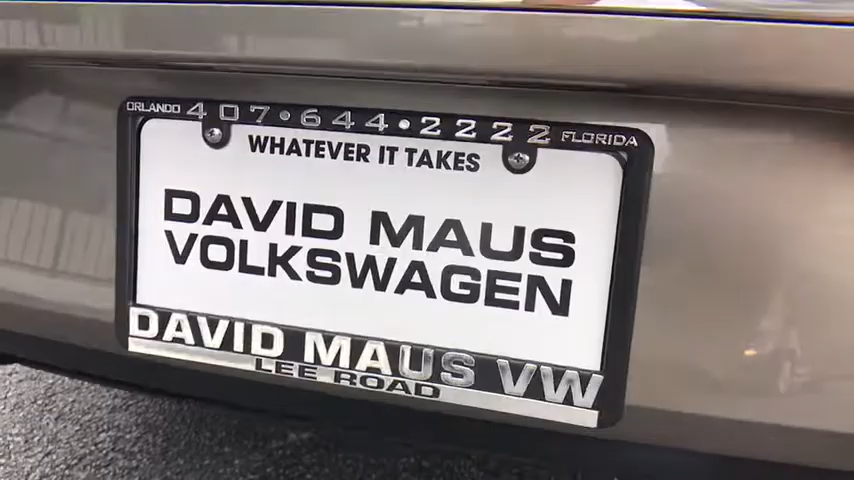 ORLANDO 407·644·2222 FLORIDA
WHATEVER IT TAKES
DAVID MAUS
VOLKSWAGEN
DAVID MAUS VW
LEE ROAD